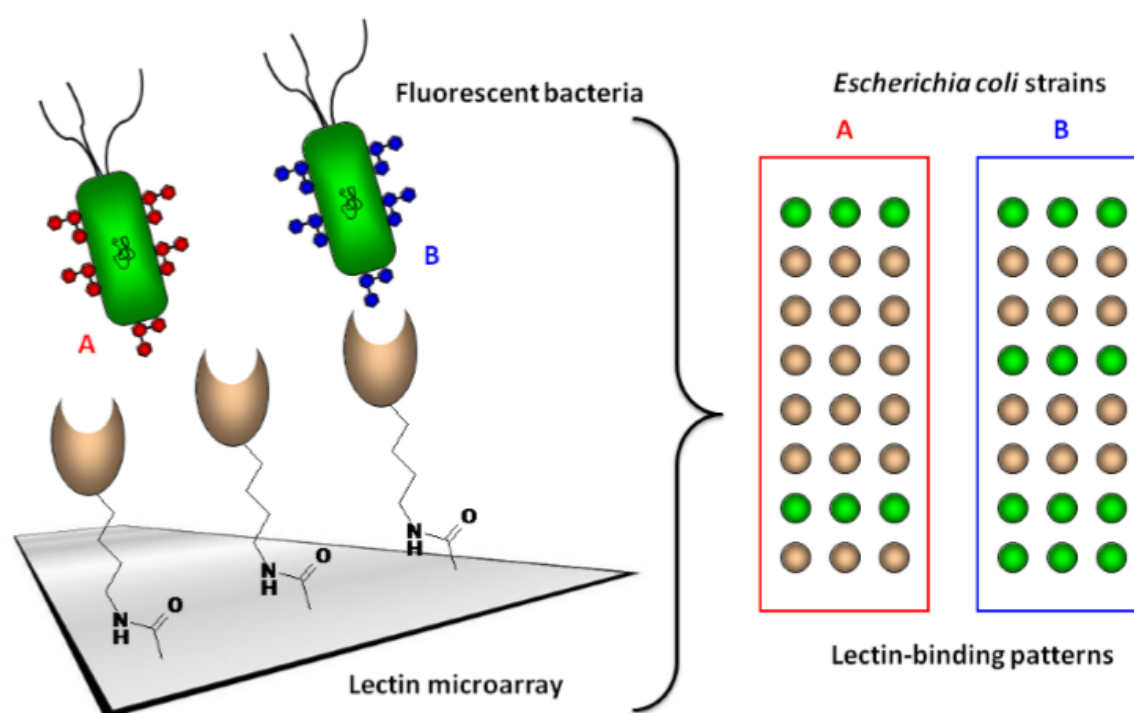 Fluorescent bacteria
Escherichia coli strains
A
B
A
B
N
H
O
N
H
O
N
H
O
Lectin microarray
Lectin-binding patterns